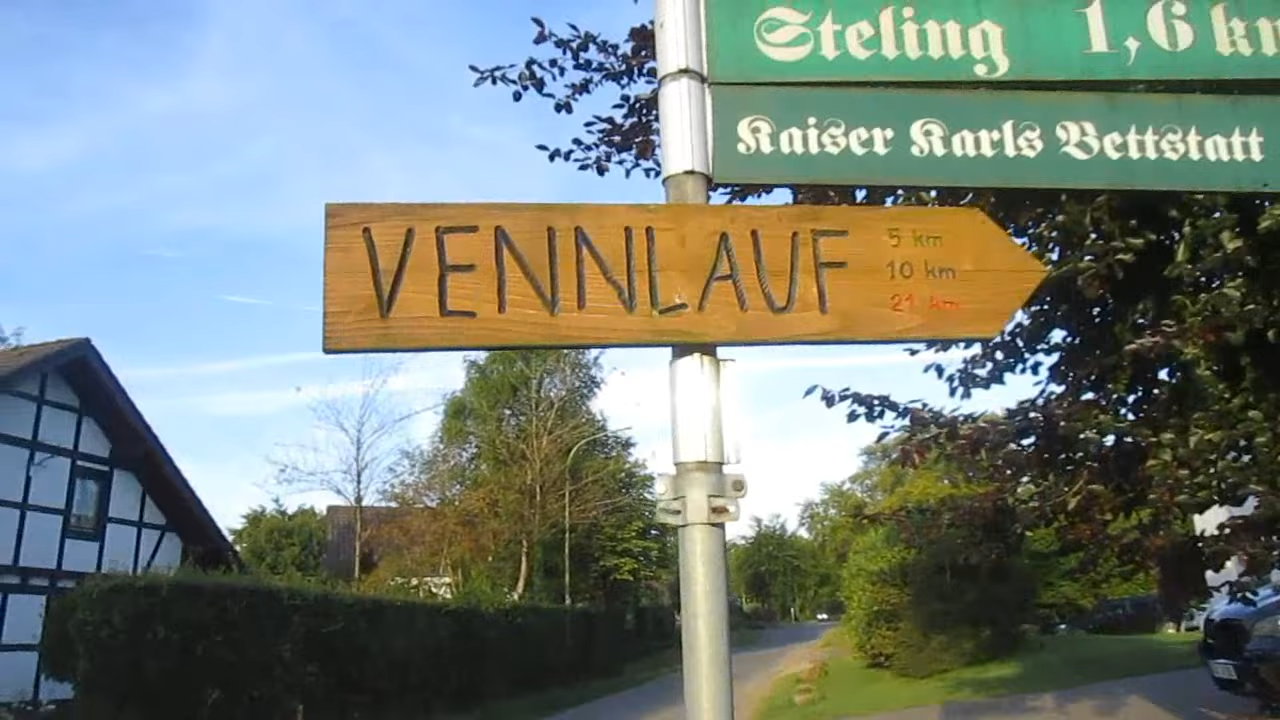 Steling 1,6 km
Kaiser Karls Bettstatt
VENNLAUF
5 km
10 km
21 km